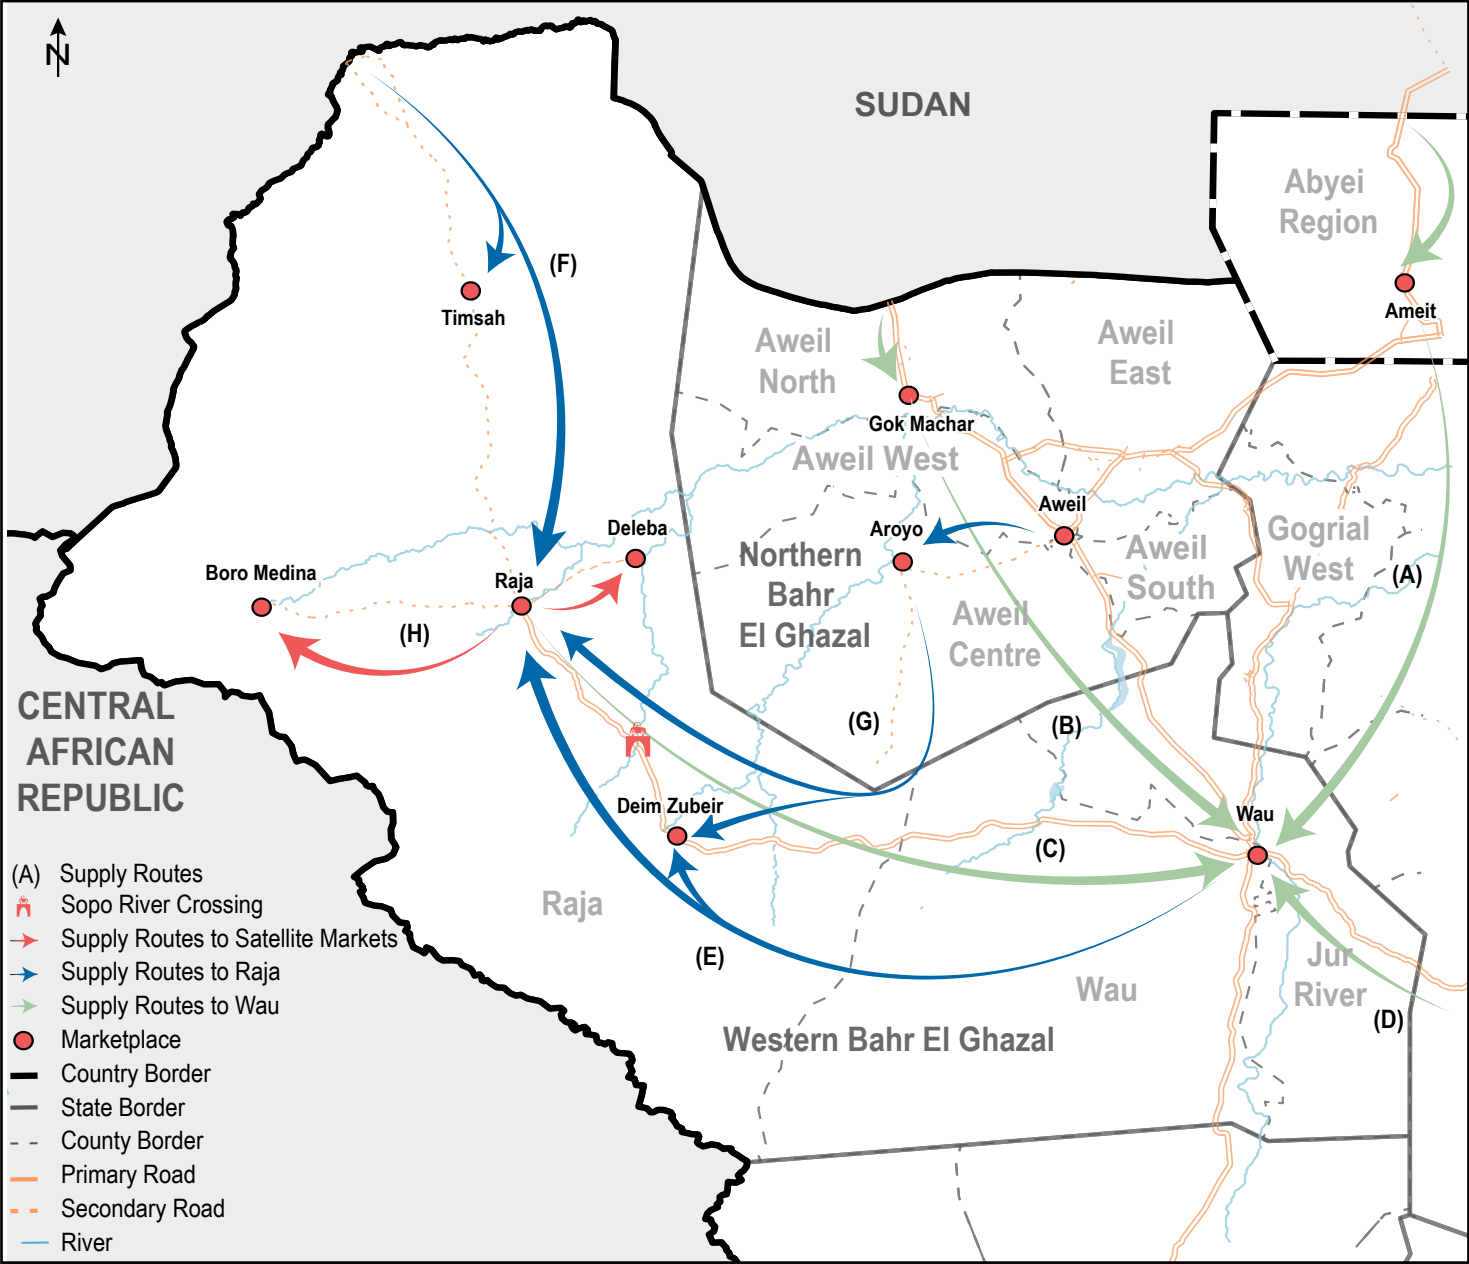 N
SUDAN
Abyei
Region
(F)
Timsah
Ameit
Aweil
North
Aweil
East
Gok Machar
Aweil West
Aweil
Deleba
Aroyo
Gogrial
West
Northern
Bahr
El Ghazal
Aweil
South
(A)
Boro Medina
Raja
Aweil
Centre
(H)
(G)
(B)
CENTRAL
AFRICAN
REPUBLIC
Deim Zubeir
Wau
(C)
Raja
(E)
Jur
River
Wau
(D)
Western Bahr El Ghazal
(A) Supply Routes
Sopo River Crossing
Supply Routes to Satellite Markets
Supply Routes to Raja
Supply Routes to Wau
Marketplace
Country Border
State Border
County Border
Primary Road
Secondary Road
River